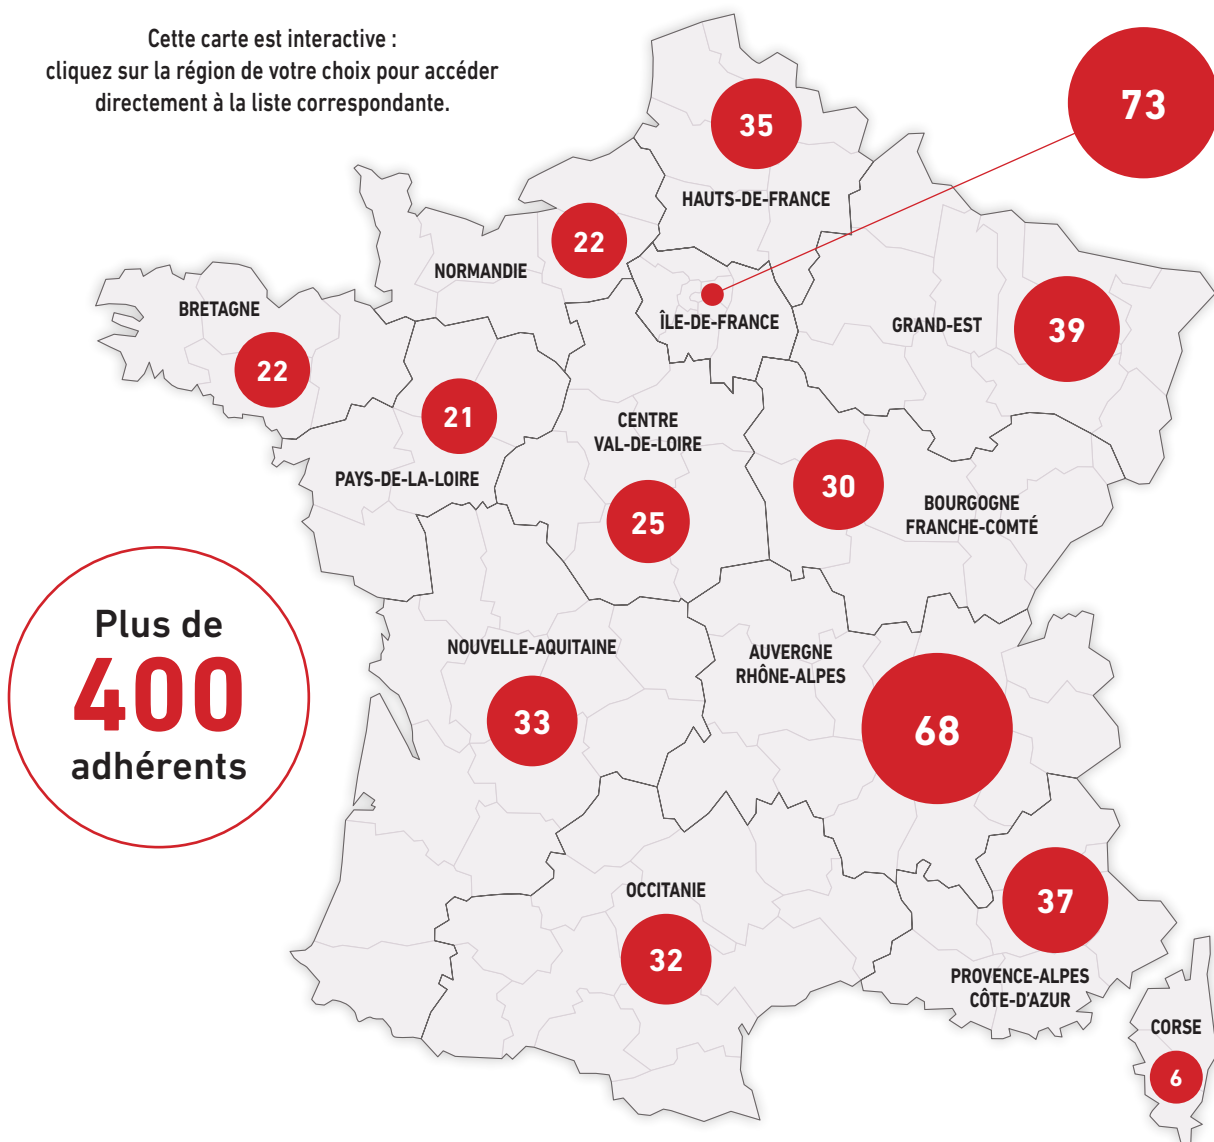 Cette carte est interactive :
cliquez sur la région de votre choix pour accéder
directement à la liste correspondante.
73
35
HAUTS-DE-FRANCE
22
NORMANDIE
BRETAGNE
22
ÎLE-DE-FRANCE
GRAND-EST
39
21
PAYS-DE-LA-LOIRE
CENTRE
VAL-DE-LOIRE
25
30
BOURGOGNE
FRANCHE-COMTÉ
Plus de
400
adhérents
NOUVELLE-AQUITAINE
33
AUVERGNE
RHÔNE-ALPES
68
OCCITANIE
32
37
PROVENCE-ALPES
CÔTE-D'AZUR
CORSE
6